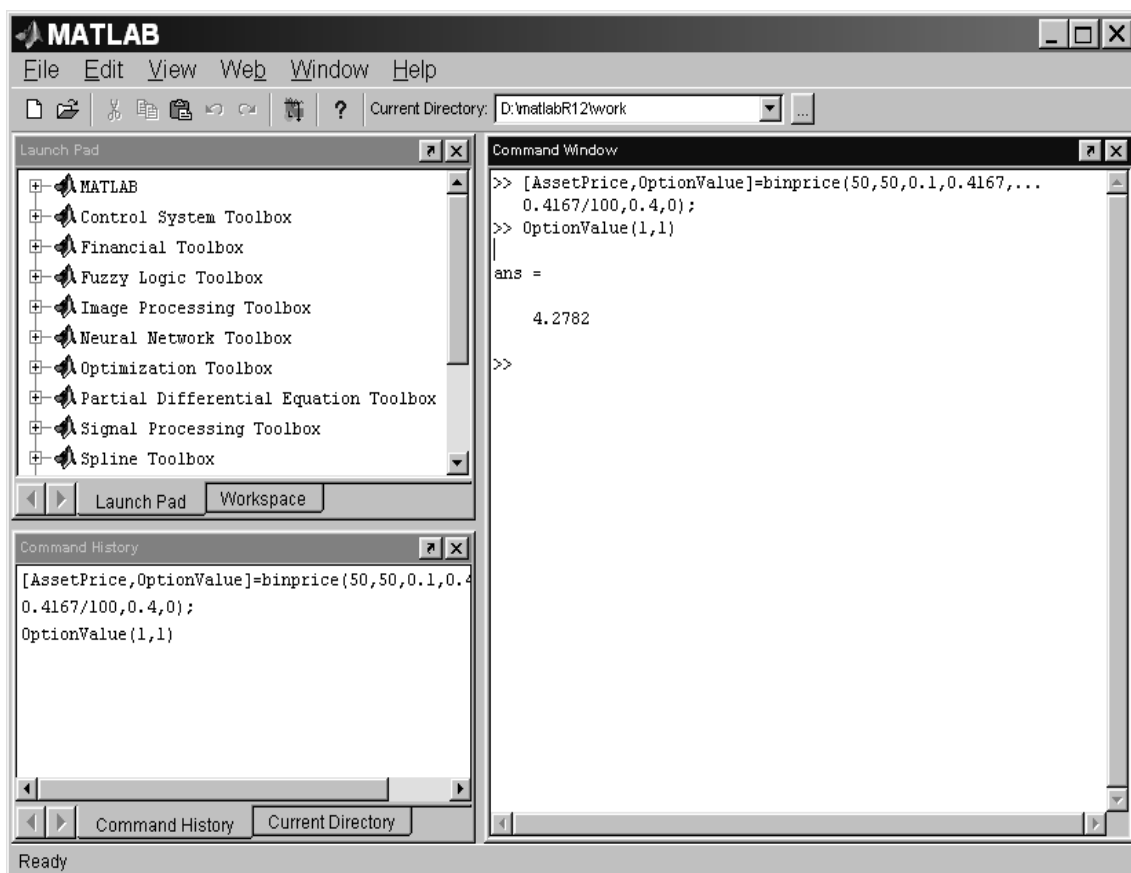 MATLAB
File Edit View Web Window Help
? Current Directory: D:\matlabR12\work ...
Launch Pad
MATLAB
Control System Toolbox
Financial Toolbox
Fuzzy Logic Toolbox
Image Processing Toolbox
Neural Network Toolbox
Optimization Toolbox
Partial Differential Equation Toolbox
Signal Processing Toolbox
Spline Toolbox
Launch Pad Workspace
Command History
[AssetPrice,OptionValue]=binprice(50,50,0.1,0.4
0.4167/100,0.4,0);
OptionValue(1,1)
Command History Current Directory
Command Window
>> [AssetPrice,OptionValue]=binprice(50,50,0.1,0.4167,...
0.4167/100,0.4,0);
>> OptionValue(1,1)
ans =
4.2782
>>
Ready